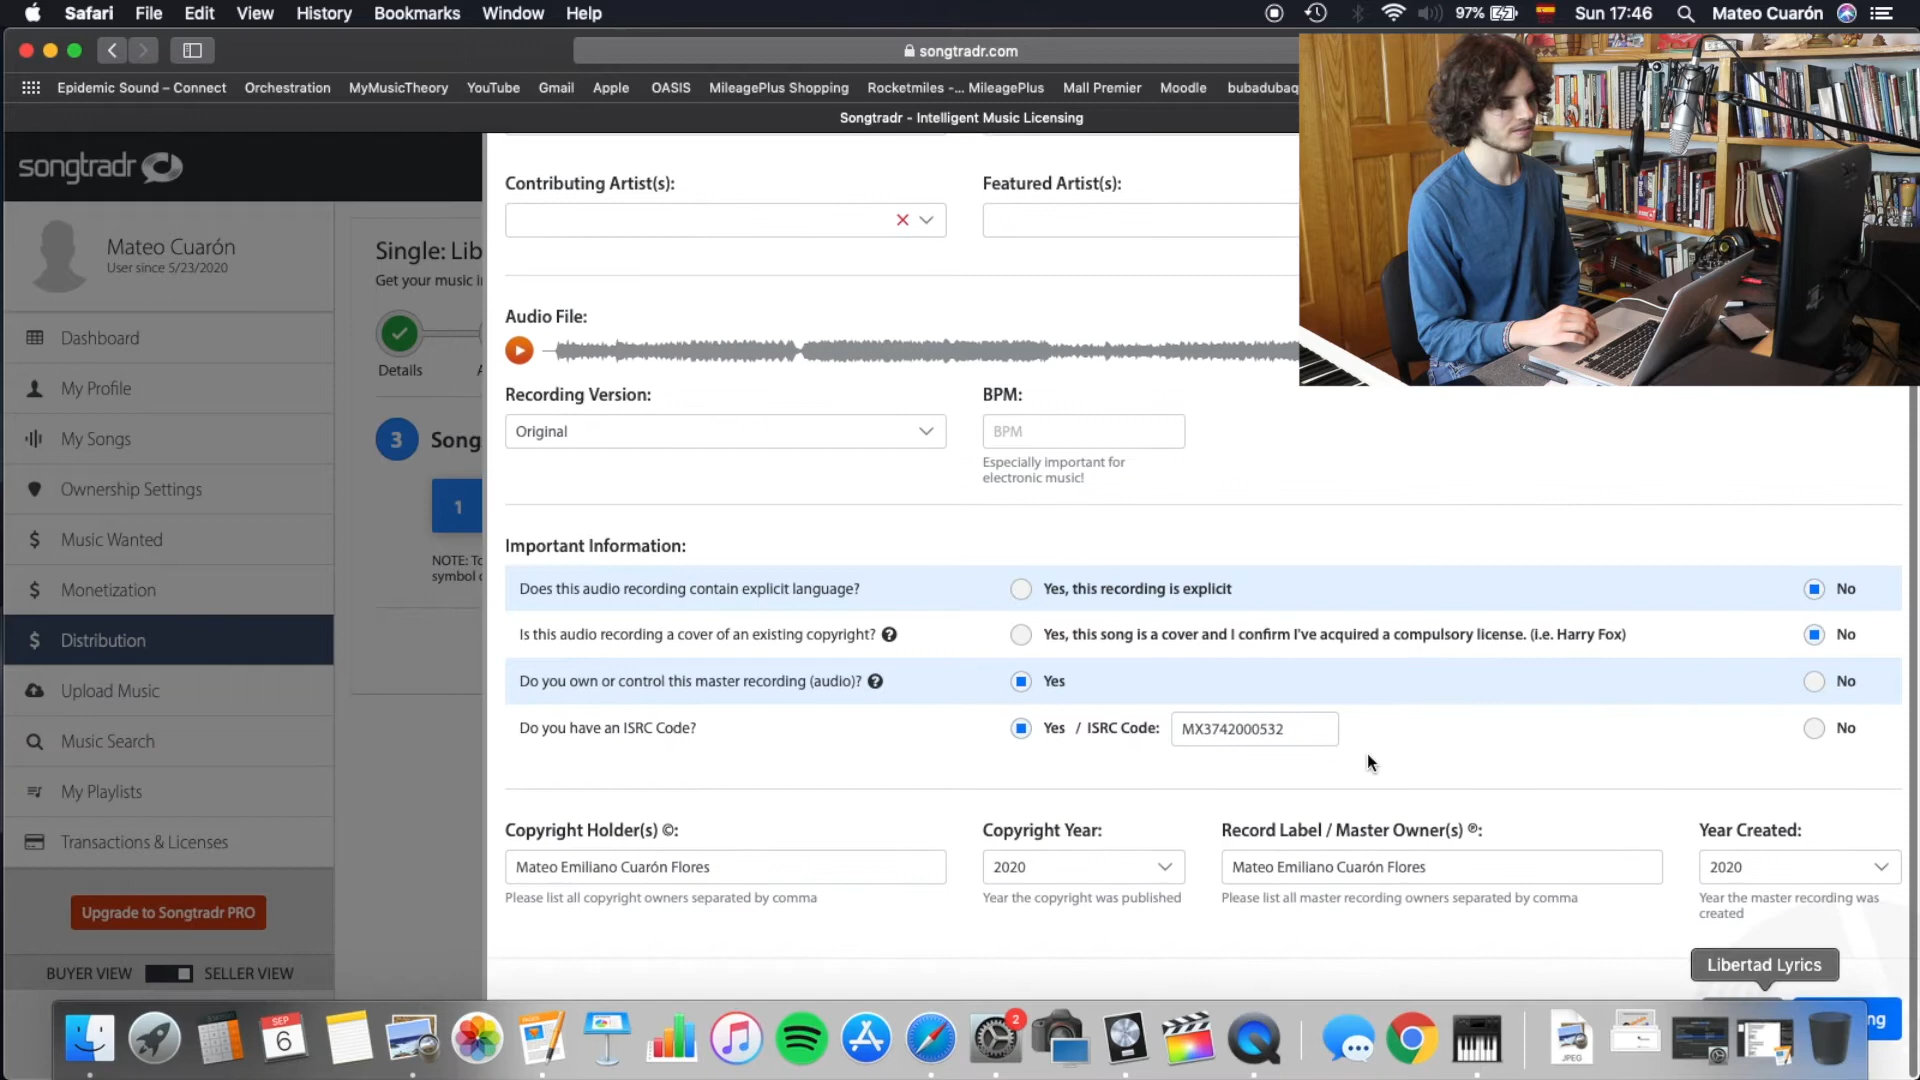 Safari File Edit View History Bookmarks Window Help 97% Sun 17:46 Mateo Cuarón
songtradr.com
Epidemic Sound – Connect Orchestration MyMusicTheory YouTube Gmail Apple OASIS MileagePlus Shopping Rocketmiles -... MileagePlus Mall Premier Moodle bubadubaq
Songtradr - Intelligent Music Licensing
songtradr
Mateo Cuarón
User since 5/23/2020
Dashboard
My Profile
My Songs
Ownership Settings
Music Wanted
Monetization
Distribution
Upload Music
Music Search
My Playlists
Transactions & Licenses
Upgrade to Songtradr PRO
BUYER VIEW SELLER VIEW
Single: Lib
Get your music i
Details
3 Song
1
NOTE: To
symbol
Contributing Artist(s): Featured Artist(s):
Audio File:
Recording Version: BPM:
Original BPM
Especially important for
electronic music!
Important Information:
Does this audio recording contain explicit language? Yes, this recording is explicit No
Is this audio recording a cover of an existing copyright? Yes, this song is a cover and I confirm I've acquired a compulsory license. (i.e. Harry Fox) No
Do you own or control this master recording (audio)? Yes No
Do you have an ISRC Code? Yes / ISRC Code: MX3742000532 No
Copyright Holder(s) ©: Copyright Year: Record Label / Master Owner(s) ℗: Year Created:
Mateo Emiliano Cuarón Flores 2020 Mateo Emiliano Cuarón Flores 2020
Please list all copyright owners separated by comma Year the copyright was published Please list all master recording owners separated by comma Year the master recording was
created
Libertad Lyrics
ng
SEP
6
2
JPEG